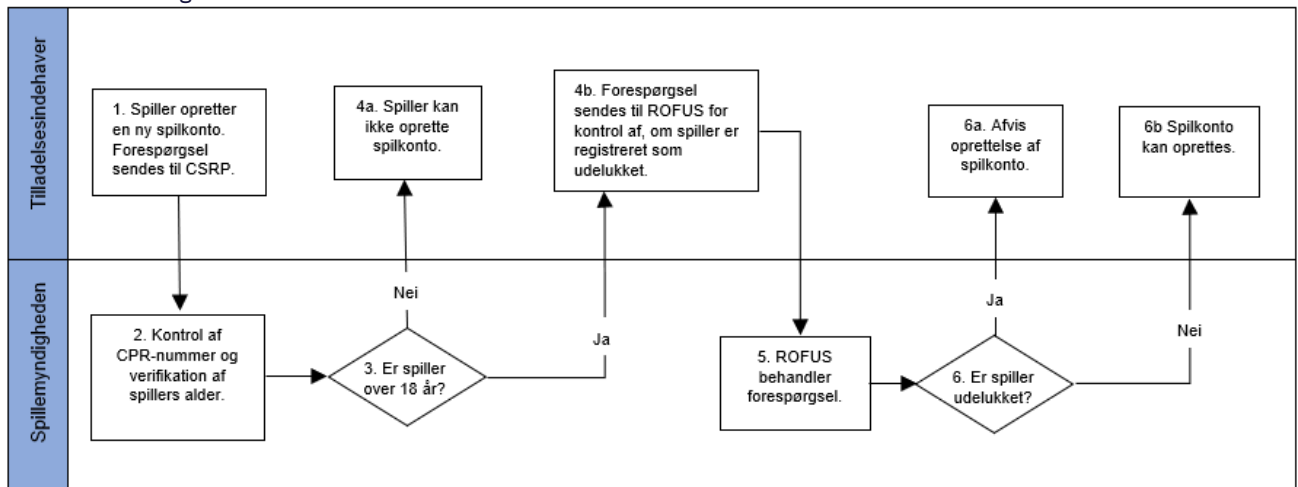 Tilladelsesindehaver
1. Spiller opretter
en ny spilkonto.
Forespørgsel
sendes til CSRP.
4a. Spiller kan
ikke oprette
spilkonto.
4b. Forespørgsel
sendes til ROFUS for
kontrol af, om spiller er
registreret som
udelukket.
6a. Afvis
oprettelse af
spilkonto.
6b Spilkonto
kan oprettes.
Spillemyndigheden
2. Kontrol af
CPR-nummer og
verifikation af
spillers alder.
Nei
3. Er spiller
over 18 år?
Ja
5. ROFUS
behandler
forespørgsel.
Ja
6. Er spiller
udelukket?
Nei